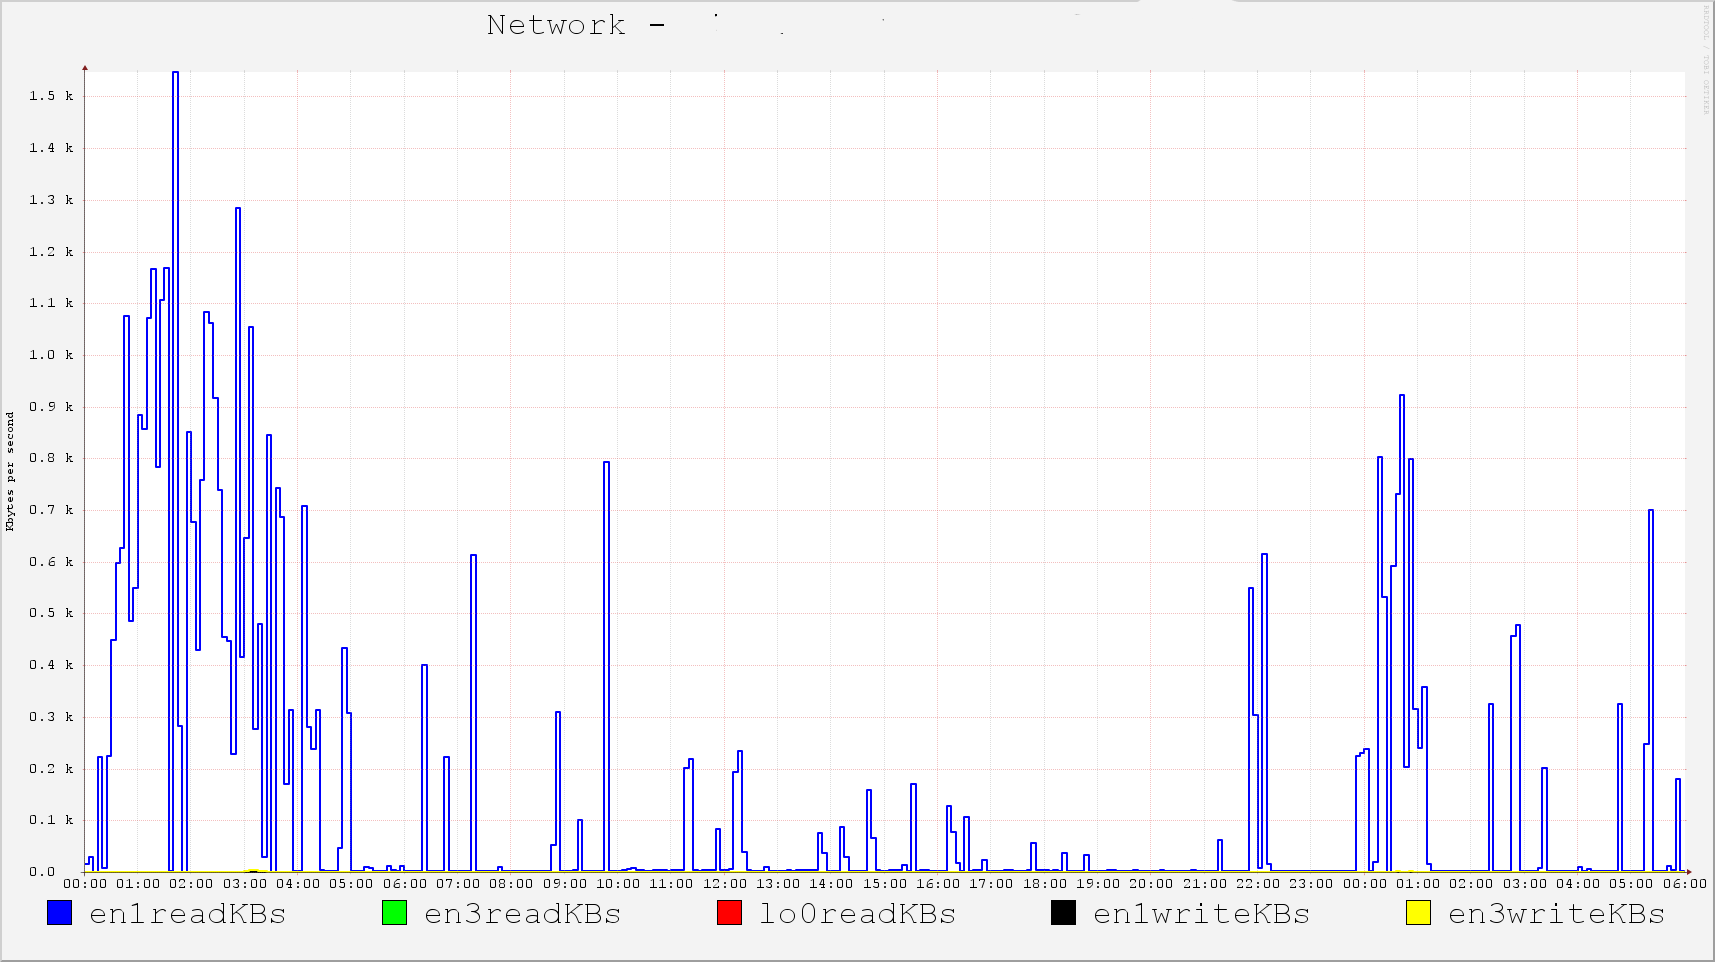 Network -
RRDTOOL / TOBI OETIKER
Kbytes per second
1.5 k
1.4 k
1.3 k
1.2 k
1.1 k
1.0 k
0.9 k
0.8 k
0.7 k
0.6 k
0.5 k
0.4 k
0.3 k
0.2 k
0.1 k
0.0
00:00 01:00 02:00 03:00 04:00 05:00 06:00 07:00 08:00 09:00 10:00 11:00 12:00 13:00 14:00 15:00 16:00 17:00 18:00 19:00 20:00 21:00 22:00 23:00 00:00 01:00 02:00 03:00 04:00 05:00 06:00
en1readKBs en3readKBs lo0readKBs en1writeKBs en3writeKBs